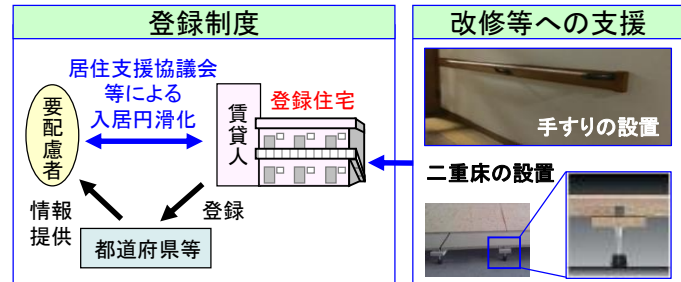 登録制度
居住支援協議会
等による
入居円滑化
要配慮者
賃貸人
登録住宅
情報
提供
登録
都道府県等
改修等への支援
手すりの設置
二重床の設置